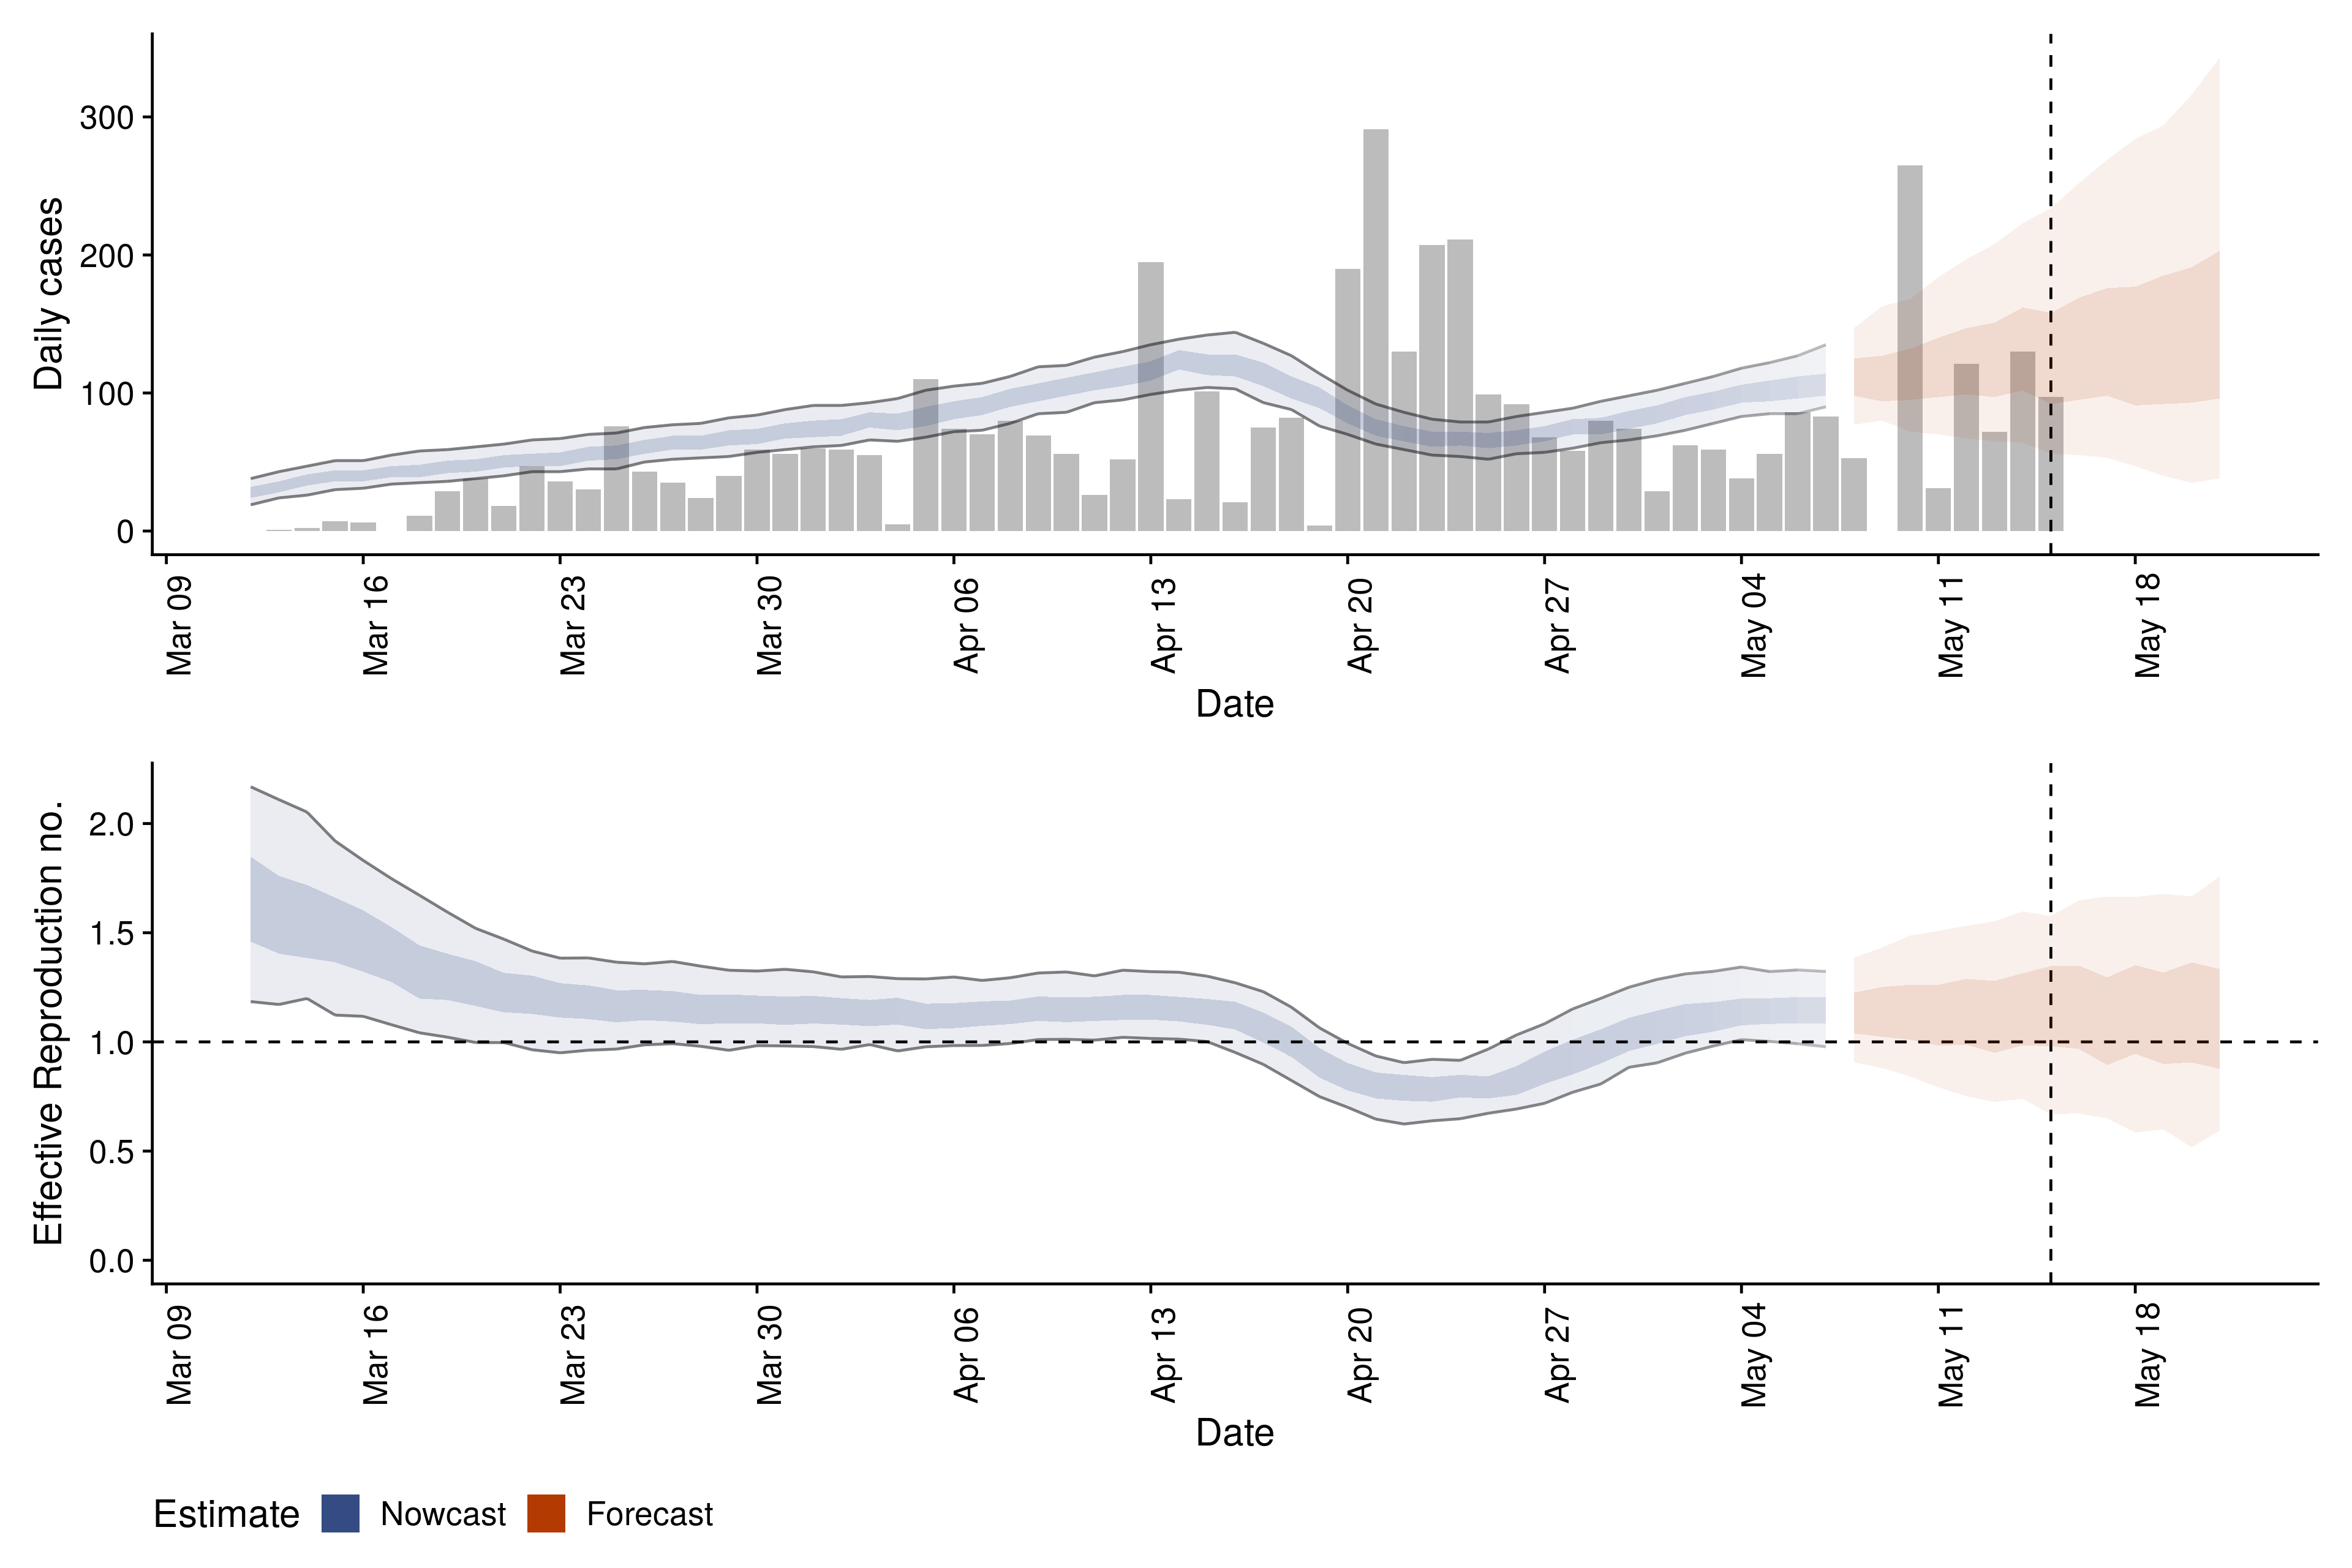 Daily cases
300
200
100
0
Mar 09
Mar 16
Mar 23
Mar 30
Apr 06
Apr 13
Apr 20
Apr 27
May 04
May 11
May 18
Date
Effective Reproduction no.
2.0
1.5
1.0
0.5
0.0
Mar 09
Mar 16
Mar 23
Mar 30
Apr 06
Apr 13
Apr 20
Apr 27
May 04
May 11
May 18
Date
Estimate Nowcast Forecast